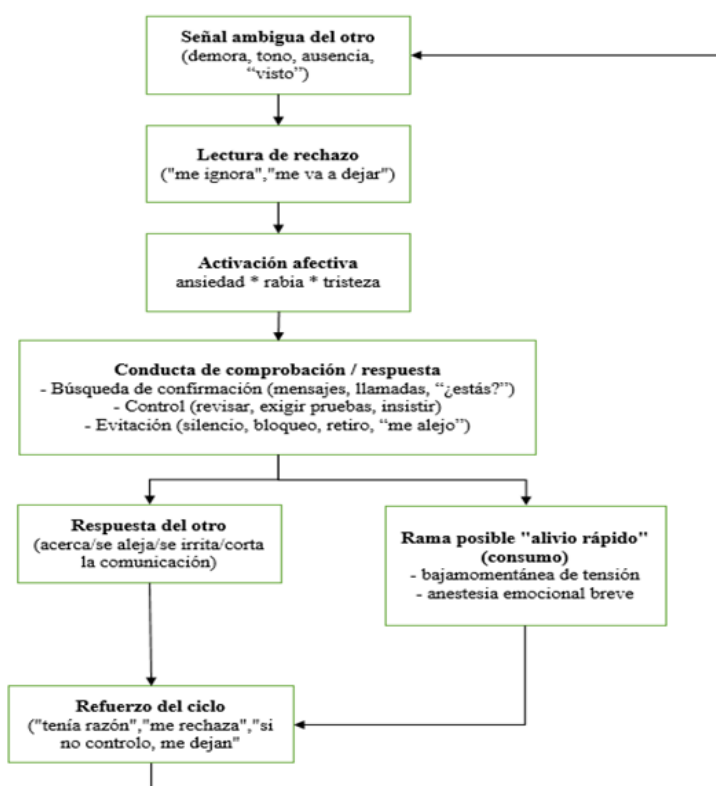 Señal ambigua del otro
(demora, tono, ausencia,
“visto”)
Lectura de rechazo
("me ignora","me va a dejar")
Activación afectiva
ansiedad * rabia * tristeza
Conducta de comprobación / respuesta
- Búsqueda de confirmación (mensajes, llamadas, “¿estás?”)
- Control (revisar, exigir pruebas, insistir)
- Evitación (silencio, bloqueo, retiro, “me alejo”)
Respuesta del otro
(acerca/se aleja/se irrita/corta
la comunicación)
Rama posible "alivio rápido"
(consumo)
- bajamomentánea de tensión
- anestesia emocional breve
Refuerzo del ciclo
("tenía razón","me rechaza","si
no controlo, me dejan"